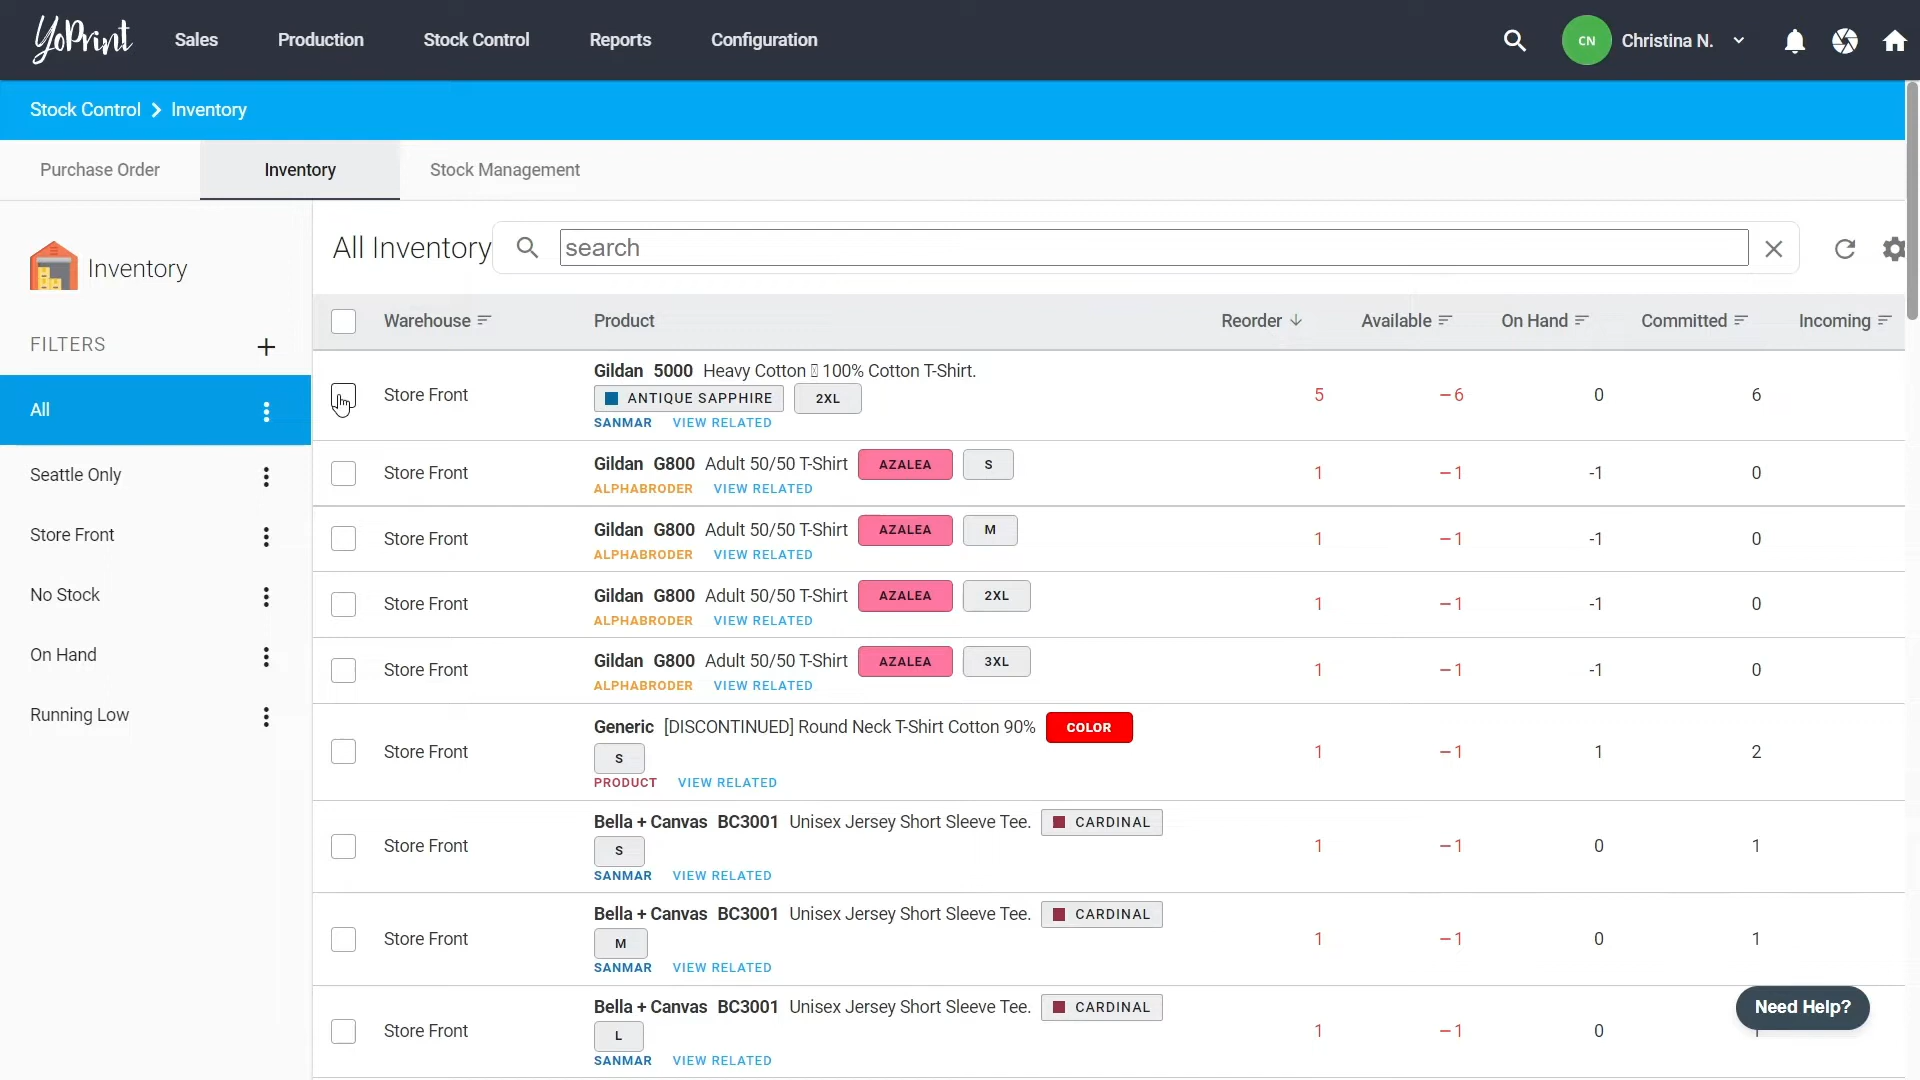 YoPrint Sales Production Stock Control Reports Configuration CN Christina N.
Stock Control Inventory
Purchase Order Inventory Stock Management
Inventory
FILTERS
All
Seattle Only
Store Front
No Stock
On Hand
Running Low
All Inventory search
Warehouse Product Reorder Available On Hand Committed Incoming
Gildan 5000 Heavy Cotton 100% Cotton T-Shirt.
Store Front 5 −6 0 6
ANTIQUE SAPPHIRE 2XL
SANMAR VIEW RELATED
Gildan G800 Adult 50/50 T-Shirt AZALEA S
Store Front 1 −1 -1 0
ALPHABRODER VIEW RELATED
Gildan G800 Adult 50/50 T-Shirt AZALEA M
Store Front 1 −1 -1 0
ALPHABRODER VIEW RELATED
Gildan G800 Adult 50/50 T-Shirt AZALEA 2XL
Store Front 1 −1 -1 0
ALPHABRODER VIEW RELATED
Gildan G800 Adult 50/50 T-Shirt AZALEA 3XL
Store Front 1 −1 -1 0
ALPHABRODER VIEW RELATED
Generic [DISCONTINUED] Round Neck T-Shirt Cotton 90% COLOR
Store Front 1 −1 1 2
S
PRODUCT VIEW RELATED
Bella + Canvas BC3001 Unisex Jersey Short Sleeve Tee. CARDINAL
Store Front 1 −1 0 1
S
SANMAR VIEW RELATED
Bella + Canvas BC3001 Unisex Jersey Short Sleeve Tee. CARDINAL
Store Front 1 −1 0 1
M
SANMAR VIEW RELATED
Bella + Canvas BC3001 Unisex Jersey Short Sleeve Tee. CARDINAL
Store Front 1 −1 0
L
SANMAR VIEW RELATED
Need Help?